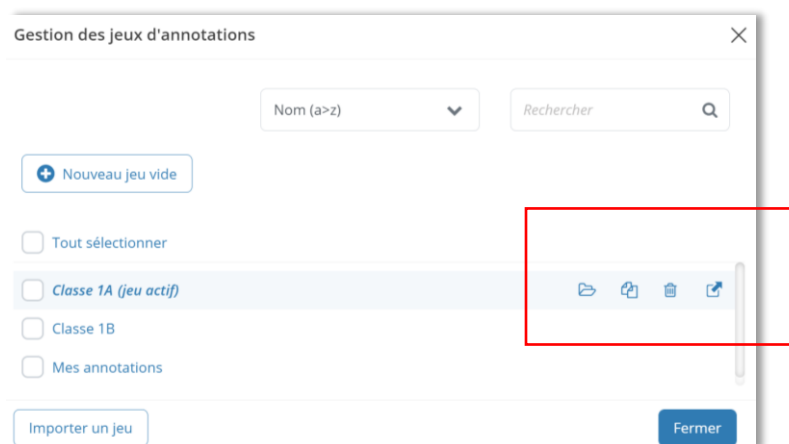 Gestion des jeux d'annotations
Nom (a>z)
Rechercher
Nouveau jeu vide
Tout sélectionner
Classe 1A (jeu actif)
Classe 1B
Mes annotations
Importer un jeu
Fermer